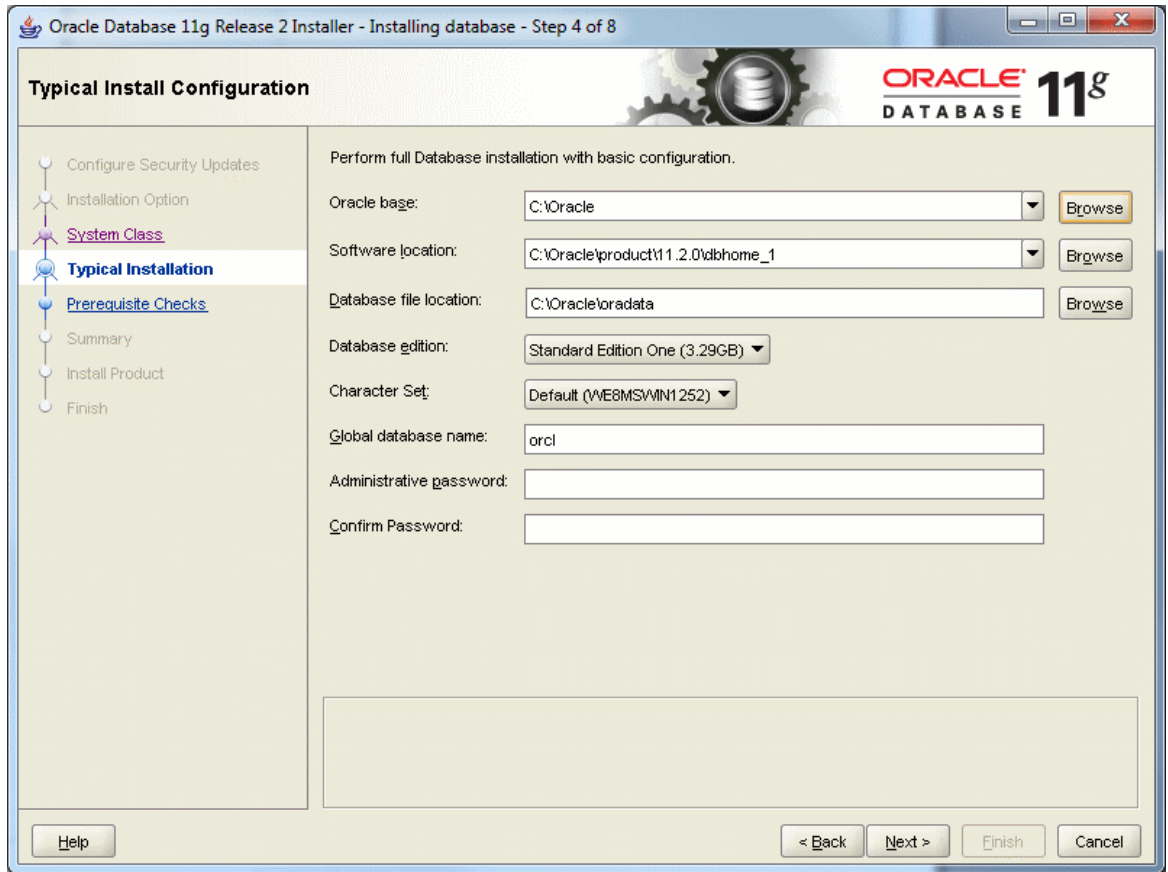 Oracle Database 11g Release 2 Installer - Installing database - Step 4 of 8
Typical Install Configuration
ORACLE
DATABASE
11g
Configure Security Updates
Installation Option
System Class
Typical Installation
Prerequisite Checks
Summary
Install Product
Finish
Perform full Database installation with basic configuration.
Oracle base: C:\Oracle Browse
Software location: C:\Oracle\product\11.2.0\dbhome_1 Browse
Database file location: C:\Oracle\oradata Browse
Database edition: Standard Edition One (3.29GB)
Character Set: Default (WE8MSWIN1252)
Global database name: orcl
Administrative password:
Confirm Password:
Help < Back Next > Finish Cancel